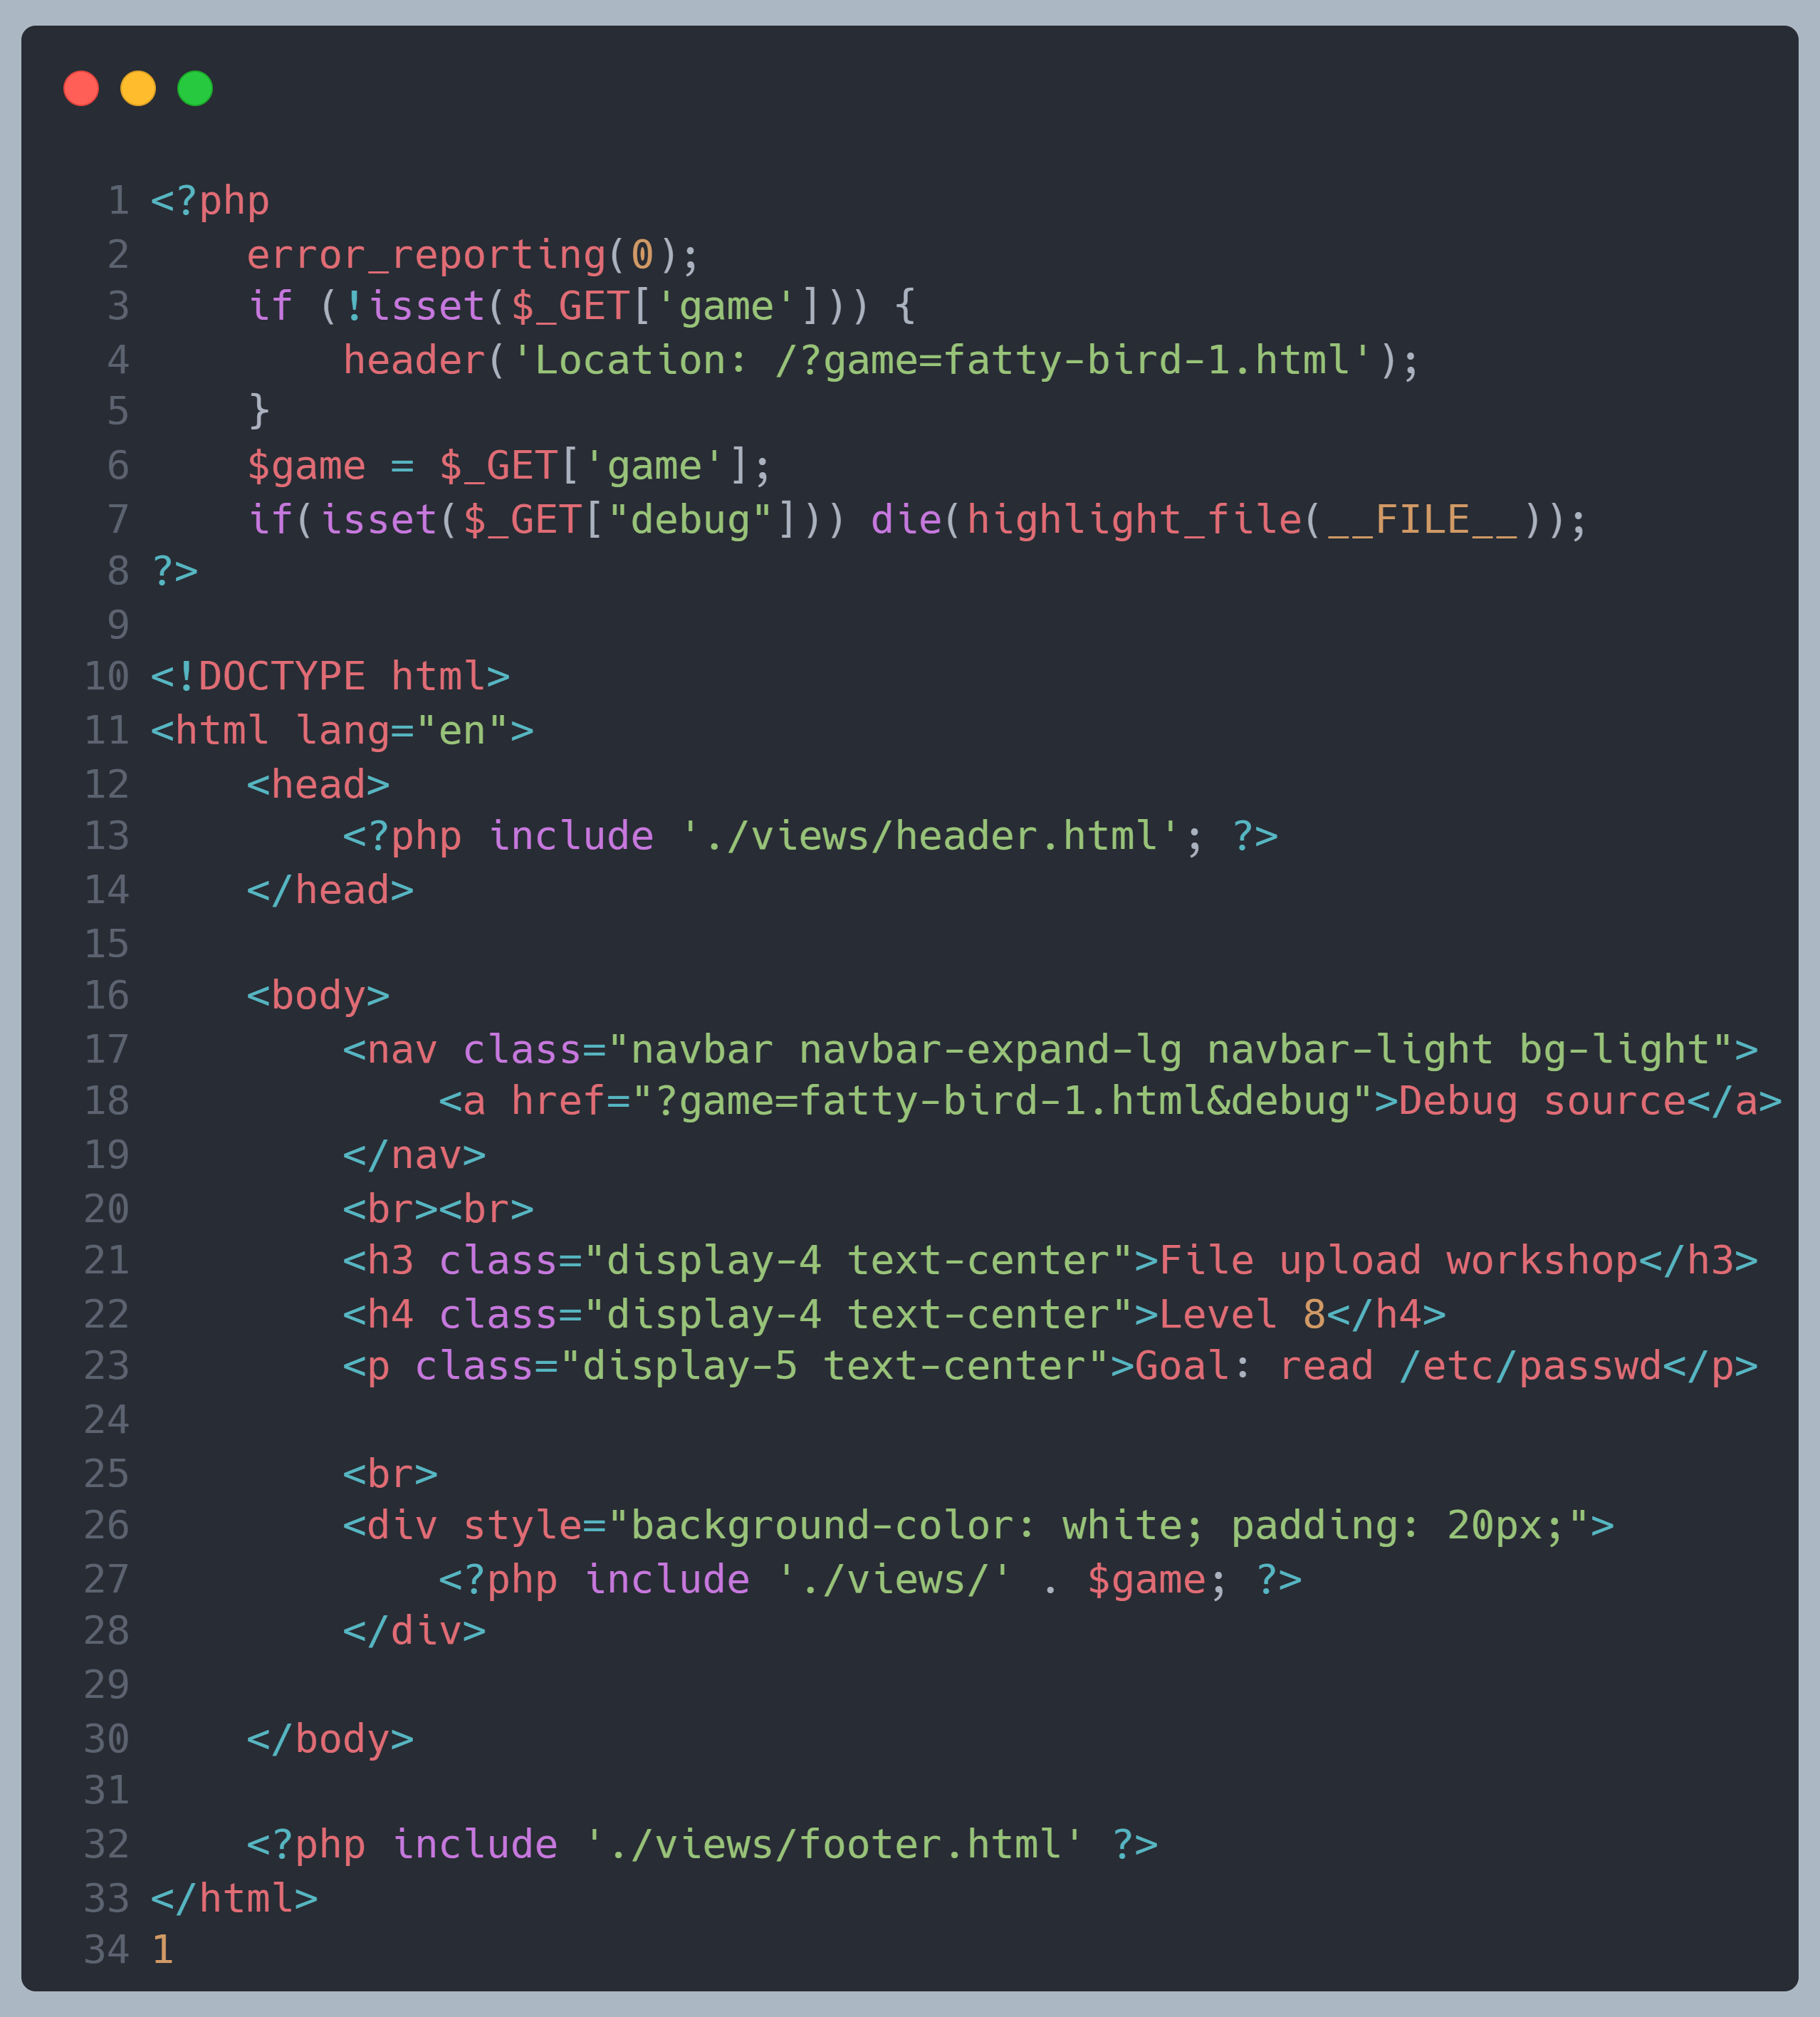 1 <?php
2     error_reporting(0);
3     if (!isset($_GET['game'])) {
4         header('Location: /?game=fatty-bird-1.html');
5     }
6     $game = $_GET['game'];
7     if(isset($_GET["debug"])) die(highlight_file(__FILE__));
8 ?>
9
10 <!DOCTYPE html>
11 <html lang="en">
12     <head>
13         <?php include './views/header.html'; ?>
14     </head>
15
16     <body>
17         <nav class="navbar navbar-expand-lg navbar-light bg-light">
18             <a href="?game=fatty-bird-1.html&debug">Debug source</a>
19         </nav>
20         <br><br>
21         <h3 class="display-4 text-center">File upload workshop</h3>
22         <h4 class="display-4 text-center">Level 8</h4>
23         <p class="display-5 text-center">Goal: read /etc/passwd</p>
24
25         <br>
26         <div style="background-color: white; padding: 20px;">
27             <?php include './views/' . $game; ?>
28         </div>
29
30     </body>
31
32     <?php include './views/footer.html' ?>
33 </html>
34 1